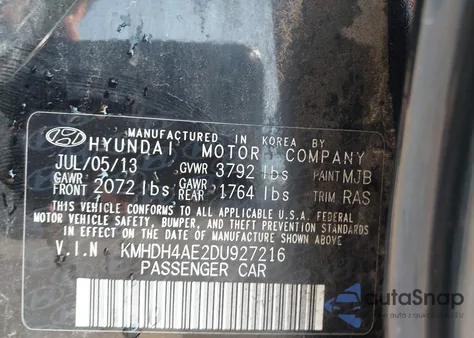 MANUFACTURED IN KOREA BY
HYUNDAI MOTOR COMPANY
JUL/05/13 GVWR 3792 lbs PAINT MJB
GAWR FRONT 2072 lbs GAWR REAR 1764 lbs TRIM RAS
THIS VEHICLE CONFORMS TO ALL APPLICABLE U.S.A. FEDERAL
MOTOR VEHICLE SAFETY, BUMPER, AND THEFT PREVENTION STANDARDS
IN EFFECT ON THE DATE OF MANUFACTURE SHOWN ABOVE.
V.I.N KMHDH4AE2DU927216
PASSENGER CAR
autoSnap